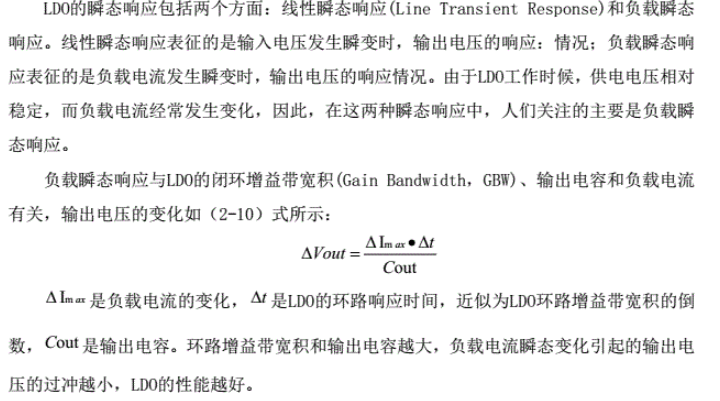 LDO的瞬态响应包括两个方面：线性瞬态响应(Line Transient Response)和负载瞬态
响应。线性瞬态响应表征的是输入电压发生瞬变时，输出电压的响应：情况；负载瞬态响
应表征的是负载电流发生瞬变时，输出电压的响应情况。由于LDO工作时候，供电电压相对
稳定，而负载电流经常发生变化，因此，在这两种瞬态响应中，人们关注的主要是负载瞬
态响应。
负载瞬态响应与LDO的闭环增益带宽积(Gain Bandwidth，GBW)、输出电容和负载电流
有关，输出电压的变化如（2-10）式所示：
ΔVout = ΔImax•Δt / Cout
ΔImax 是负载电流的变化，Δt 是LDO的环路响应时间，近似为LDO环路增益带宽积的倒
数，Cout 是输出电容。环路增益带宽积和输出电容越大，负载电流瞬态变化引起的输出电
压的过冲越小，LDO的性能越好。